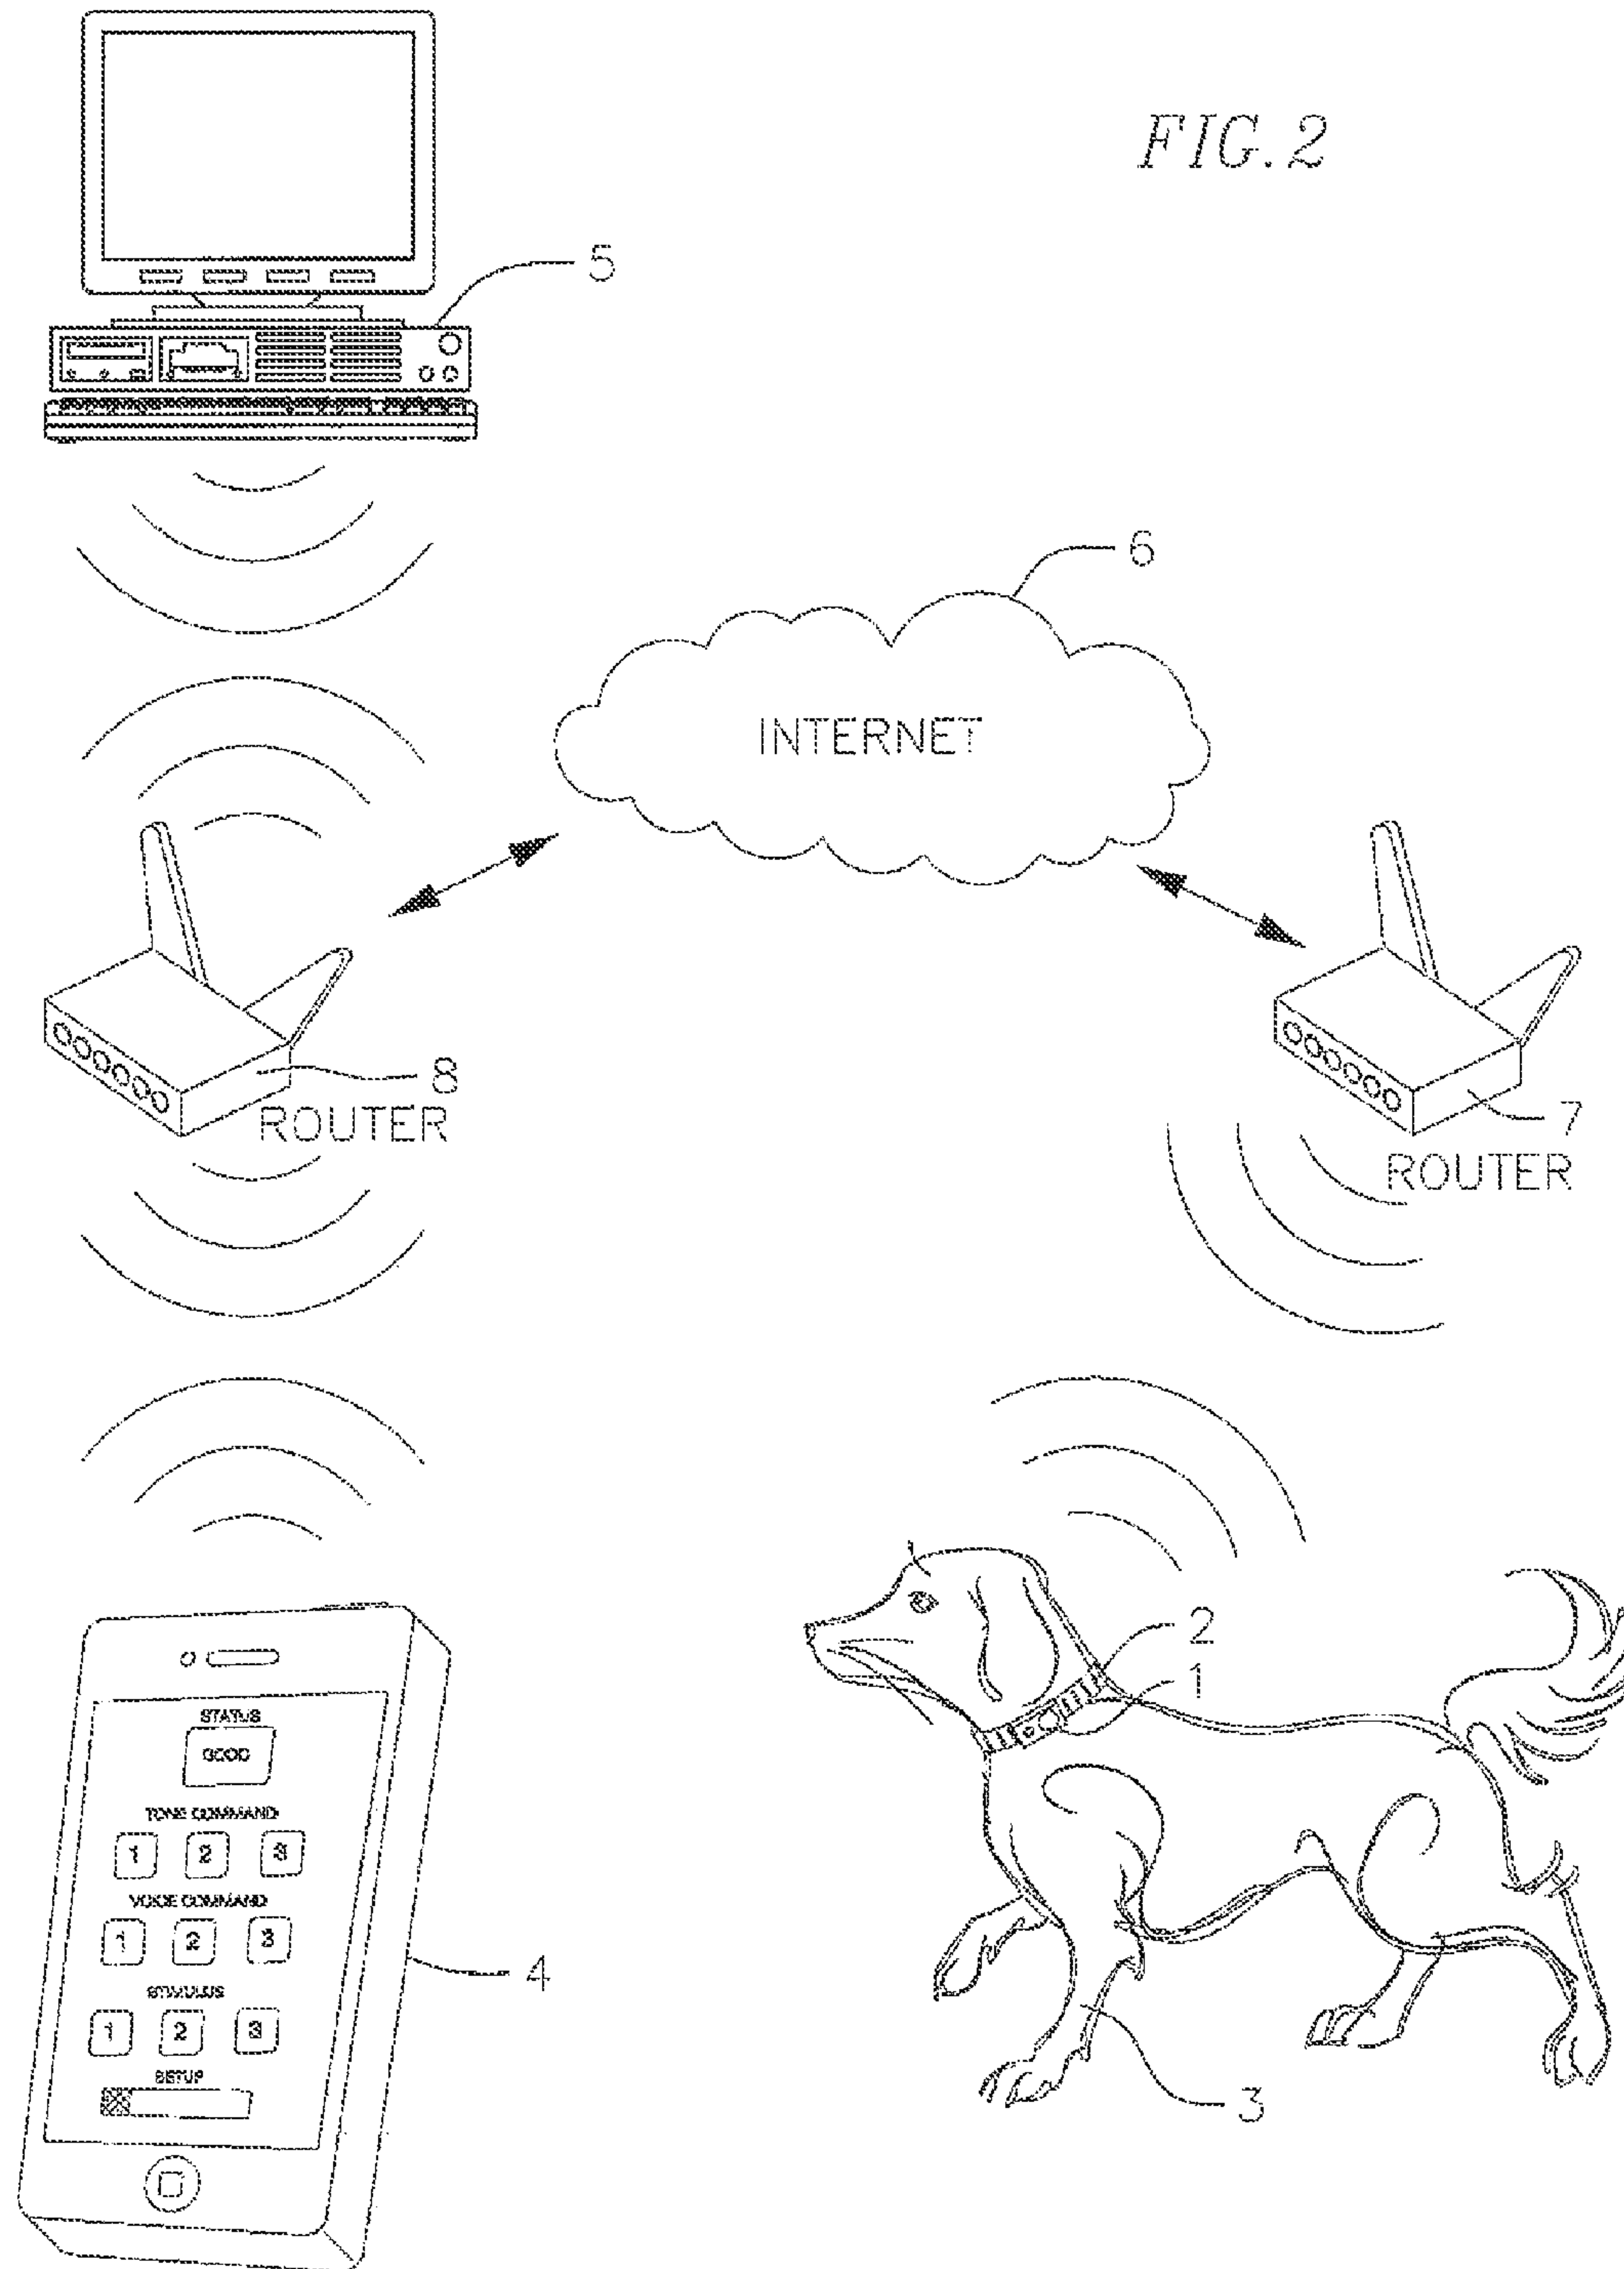 FIG. 2
5
6
INTERNET
8
ROUTER
7
ROUTER
2
1
STATUS
GOOD
TONE COMMAND
1 2 3
VOICE COMMAND
1 2 3
4
STIMULUS
1 2 3
SETUP
3